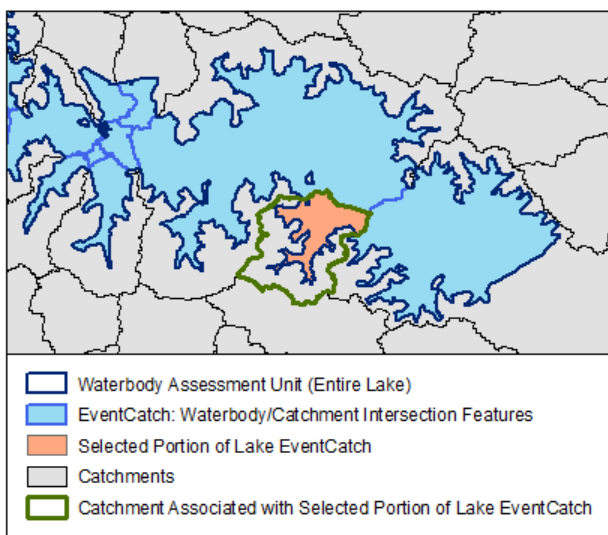 Waterbody Assessment Unit (Entire Lake)
EventCatch: Waterbody/Catchment Intersection Features
Selected Portion of Lake EventCatch
Catchments
Catchment Associated with Selected Portion of Lake EventCatch